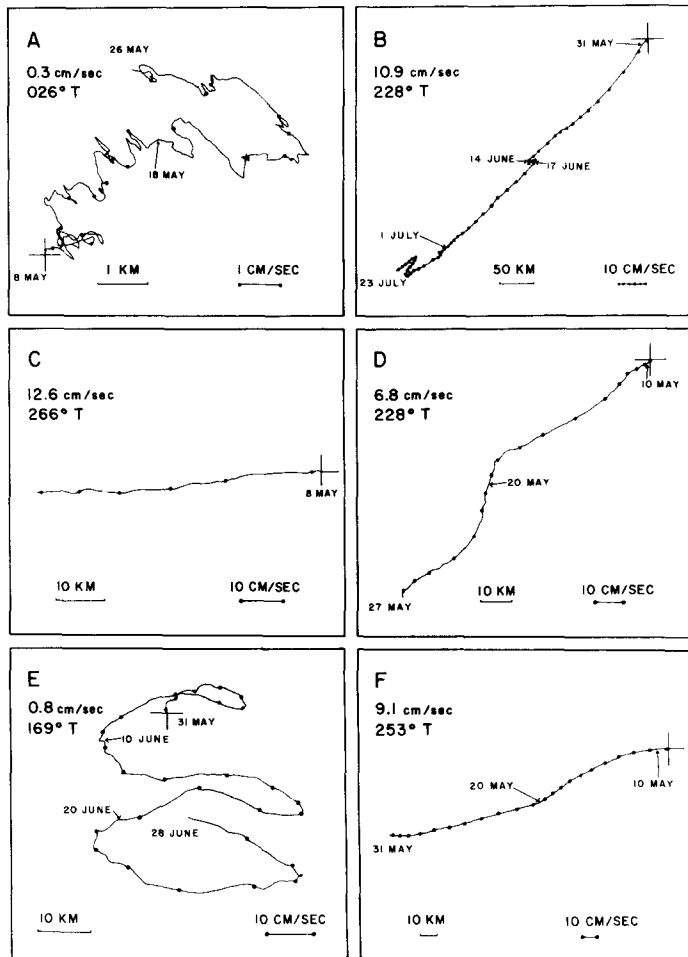 A
26 MAY
0.3 cm/sec
026° T
18 MAY
8 MAY
1 KM
1 CM/SEC
B
31 MAY
10.9 cm/sec
228° T
14 JUNE
17 JUNE
1 JULY
23 JULY
50 KM
10 CM/SEC
C
12.6 cm/sec
266° T
8 MAY
10 KM
10 CM/SEC
D
10 MAY
6.8 cm/sec
228° T
20 MAY
27 MAY
10 KM
10 CM/SEC
E
0.8 cm/sec
169° T
31 MAY
10 JUNE
20 JUNE
28 JUNE
10 KM
10 CM/SEC
F
9.1 cm/sec
253° T
20 MAY
10 MAY
31 MAY
10 KM
10 CM/SEC